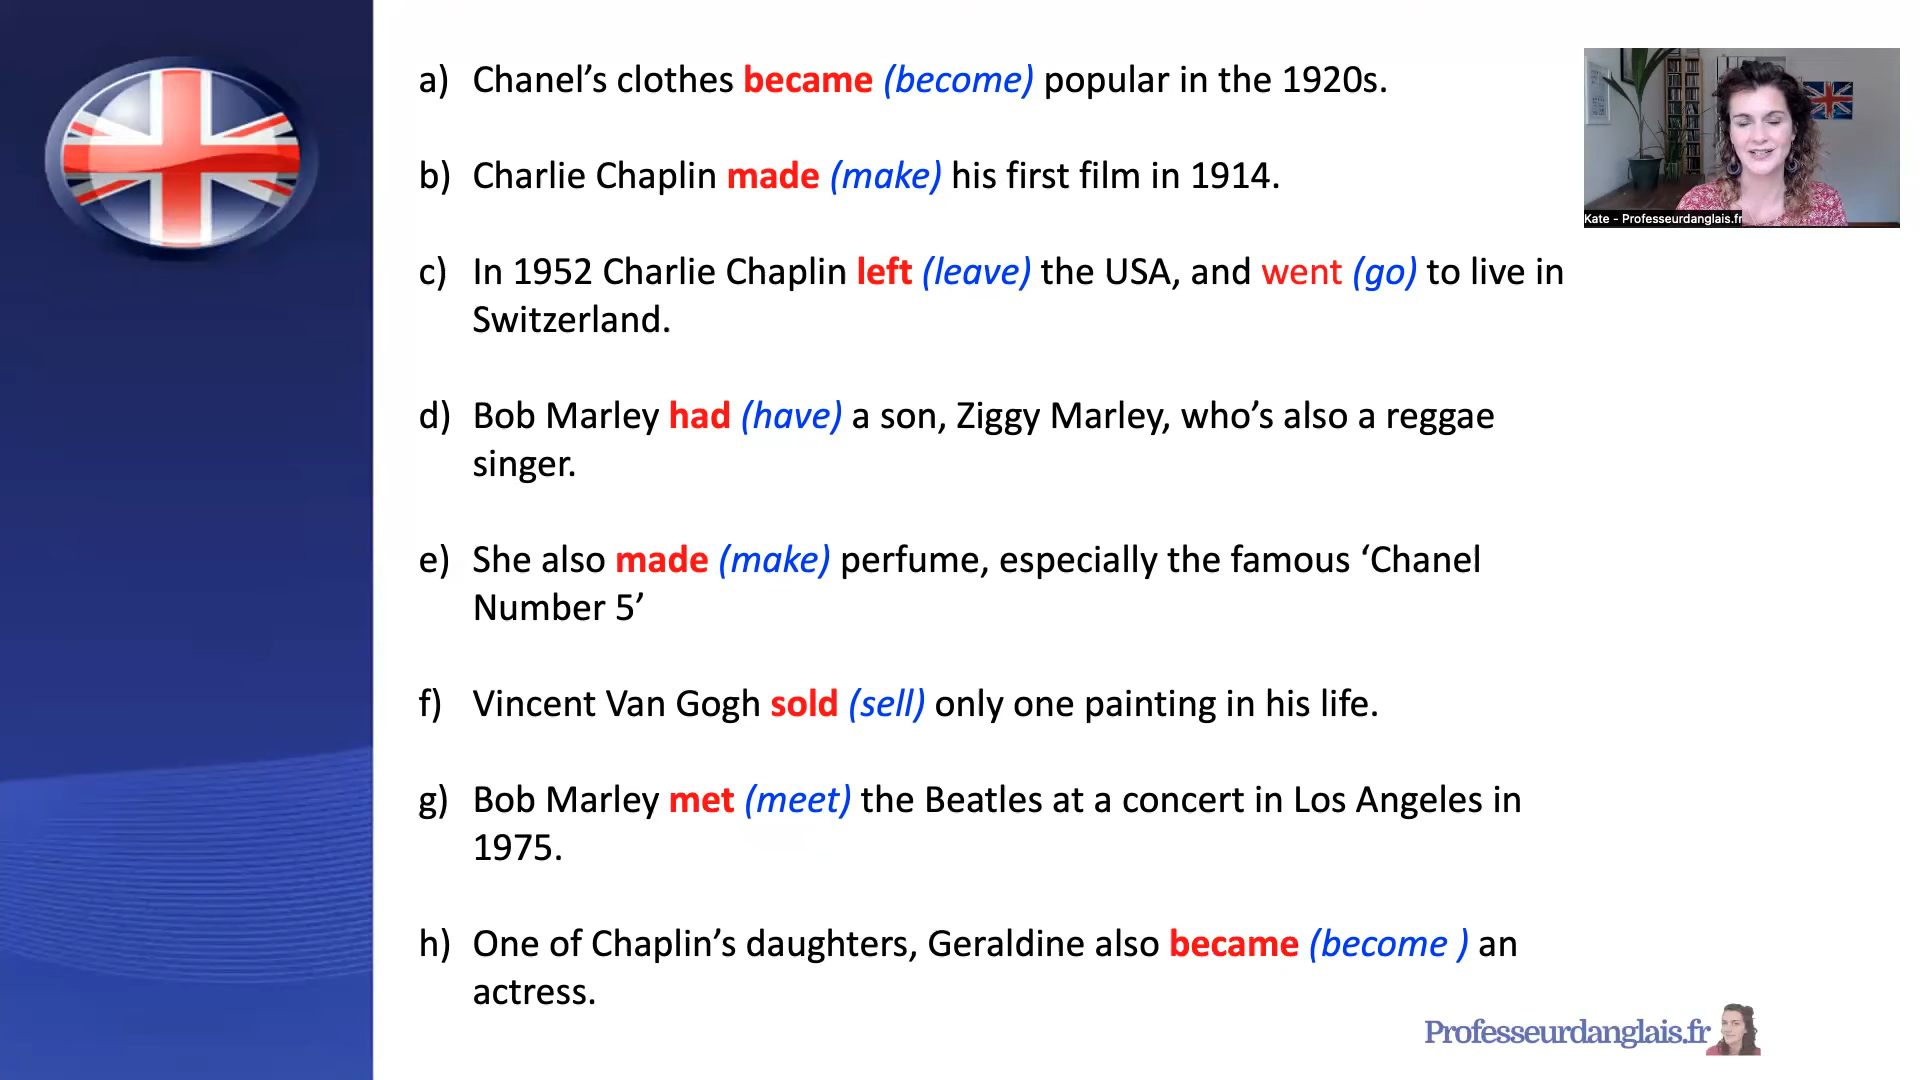 a) Chanel’s clothes became (become) popular in the 1920s.
b) Charlie Chaplin made (make) his first film in 1914.
c) In 1952 Charlie Chaplin left (leave) the USA, and went (go) to live in
Switzerland.
d) Bob Marley had (have) a son, Ziggy Marley, who’s also a reggae
singer.
e) She also made (make) perfume, especially the famous ‘Chanel
Number 5’
f) Vincent Van Gogh sold (sell) only one painting in his life.
g) Bob Marley met (meet) the Beatles at a concert in Los Angeles in
1975.
h) One of Chaplin’s daughters, Geraldine also became (become ) an
actress.
Kate - Professeurdanglais.fr
Professeurdanglais.fr